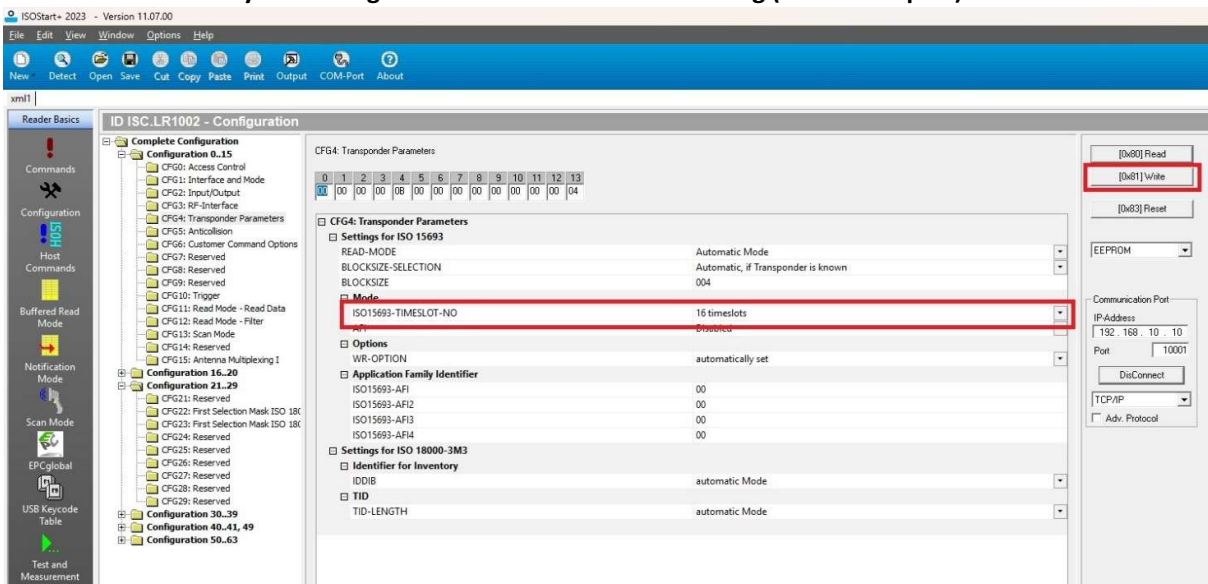 ISOStart+ 2023 - Version 11.07.00
File Edit View Window Options Help
New Detect Open Save Cut Copy Paste Print Output COM-Port About
xml1
Reader Basics
Commands
Configuration
Host
Commands
Buffered Read
Mode
Notification
Mode
Scan Mode
EPCglobal
USB Keycode
Table
Test and
Measurement
ID ISC.LR1002 - Configuration
Complete Configuration
Configuration 0..15
CFG0: Access Control
CFG1: Interface and Mode
CFG2: Input/Output
CFG3: RF-Interface
CFG4: Transponder Parameters
CFG5: Anticollision
CFG6: Customer Command Options
CFG7: Reserved
CFG8: Reserved
CFG9: Reserved
CFG10: Trigger
CFG11: Read Mode - Read Data
CFG12: Read Mode - Filter
CFG13: Scan Mode
CFG14: Reserved
CFG15: Antenna Multiplexing I
Configuration 16..20
Configuration 21..29
CFG21: Reserved
CFG22: First Selection Mask ISO 180
CFG23: First Selection Mask ISO 180
CFG24: Reserved
CFG25: Reserved
CFG26: Reserved
CFG27: Reserved
CFG28: Reserved
CFG29: Reserved
Configuration 30..39
Configuration 40..41, 49
Configuration 50..63
CFG4: Transponder Parameters
0 1 2 3 4 5 6 7 8 9 10 11 12 13
00 00 00 00 0B 00 00 00 00 00 00 00 00 04
CFG4: Transponder Parameters
Settings for ISO 15693
READ-MODE Automatic Mode
BLOCKSIZE-SELECTION Automatic, if Transponder is known
BLOCKSIZE 004
Mode
ISO15693-TIMESLOT-NO 16 timeslots
AFI Disabled
Options
WR-OPTION automatically set
Application Family Identifier
ISO15693-AFI 00
ISO15693-AFI2 00
ISO15693-AFI3 00
ISO15693-AFI4 00
Settings for ISO 18000-3M3
Identifier for Inventory
IDDIB automatic Mode
TID
TID-LENGTH automatic Mode
[0x80] Read
[0x81] Write
[0x83] Reset
EEPROM
Communication Port
IP-Address
192 . 168 . 10 . 10
Port 10001
DisConnect
TCP/IP
Adv. Protocol